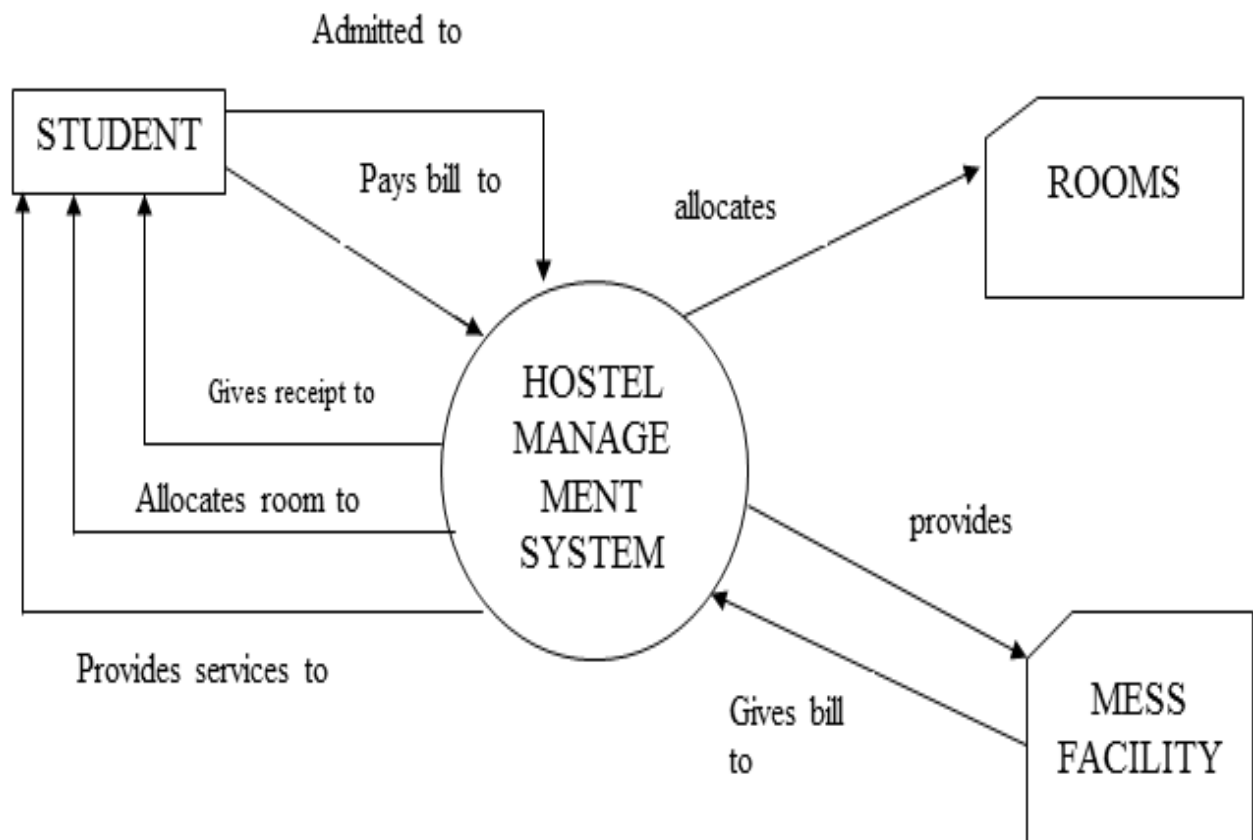 Admitted to
STUDENT
Pays bill to
allocates
ROOMS
Gives receipt to
HOSTEL
MANAGE
MENT
SYSTEM
Allocates room to
provides
Provides services to
Gives bill
to
MESS
FACILITY